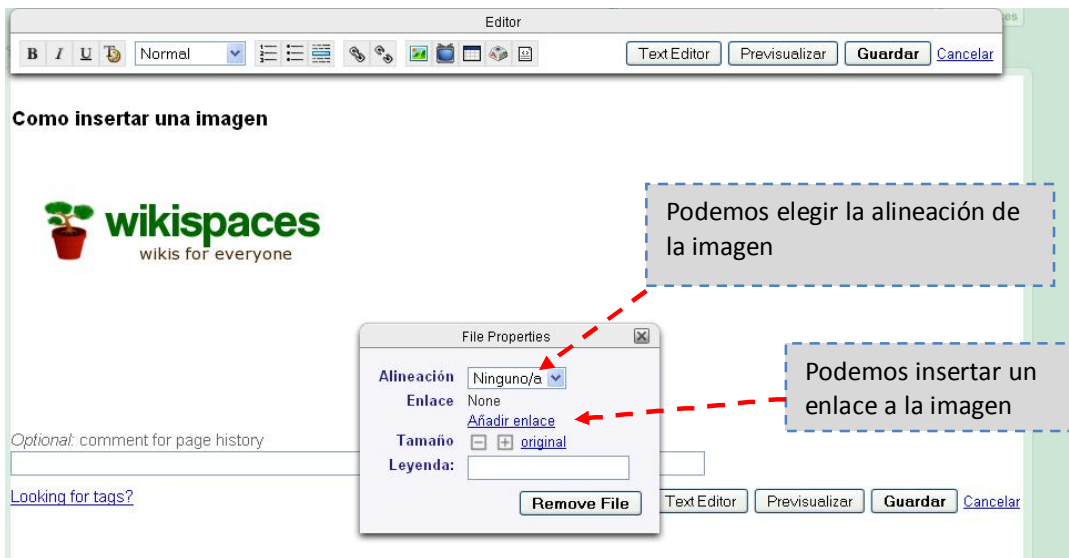 Editor
B I U Normal Text Editor Previsualizar Guardar Cancelar
Como insertar una imagen
wikispaces
wikis for everyone
Podemos elegir la alineación de
la imagen
File Properties
Alineación Ninguno/a
Enlace None
Añadir enlace
Tamaño original
Leyenda:
Remove File
Podemos insertar un
enlace a la imagen
Optional: comment for page history
Looking for tags?
Text Editor Previsualizar Guardar Cancelar